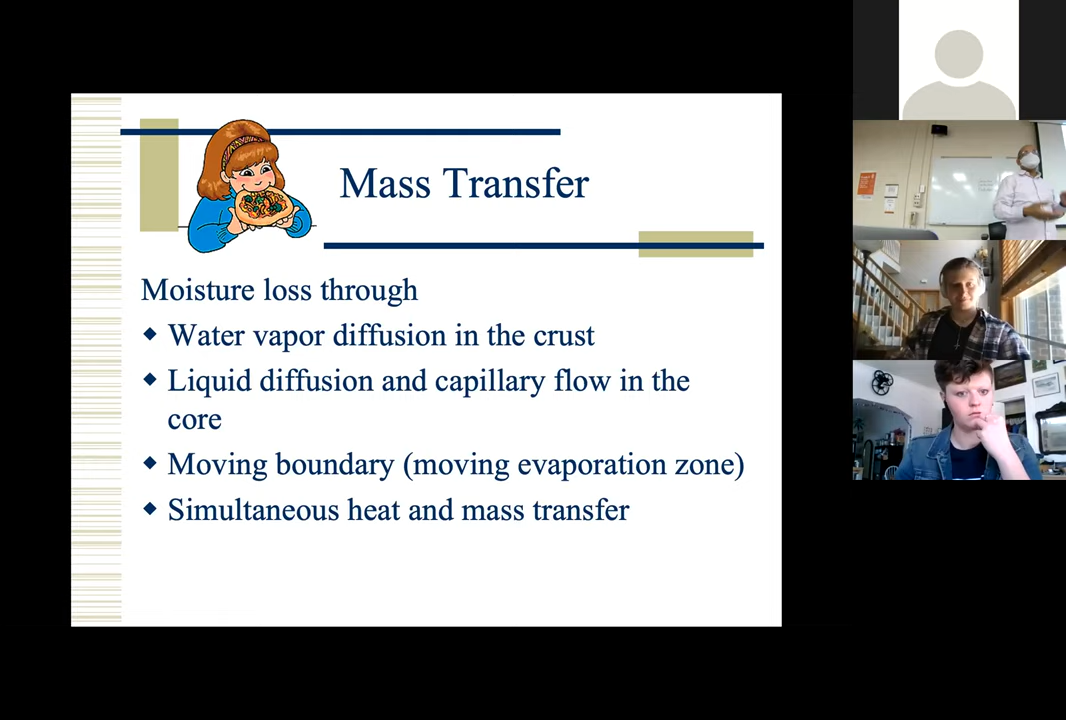 Mass Transfer
Moisture loss through
Water vapor diffusion in the crust
Liquid diffusion and capillary flow in the
core
Moving boundary (moving evaporation zone)
Simultaneous heat and mass transfer